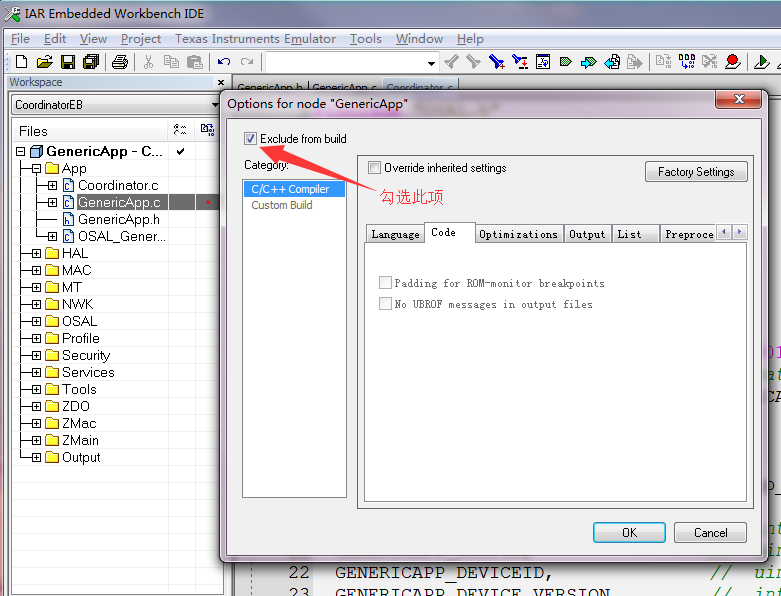 IAR Embedded Workbench IDE
File Edit View Project Texas Instruments Emulator Tools Window Help
Workspace
GenericApp.h GenericApp.c Coordinator.c
CoordinatorEB
Options for node "GenericApp"
Files
Exclude from build
GenericApp - C...
Category:
Override inherited settings
Factory Settings
App
C/C++ Compiler
勾选此项
Coordinator.c
Custom Build
GenericApp.c
GenericApp.h
Language Code Optimizations Output List Preproce
OSAL_Gener...
HAL
MAC
MT
Padding for ROM-monitor breakpoints
NWK
No UBROF messages in output files
OSAL
Profile
Security
Services
Tools
ZDO
ZMac
ZMain
Output
OK Cancel
22 GENERICAPP_DEVICEID, //
23 GENERICAPP_DEVICE_VERSION //